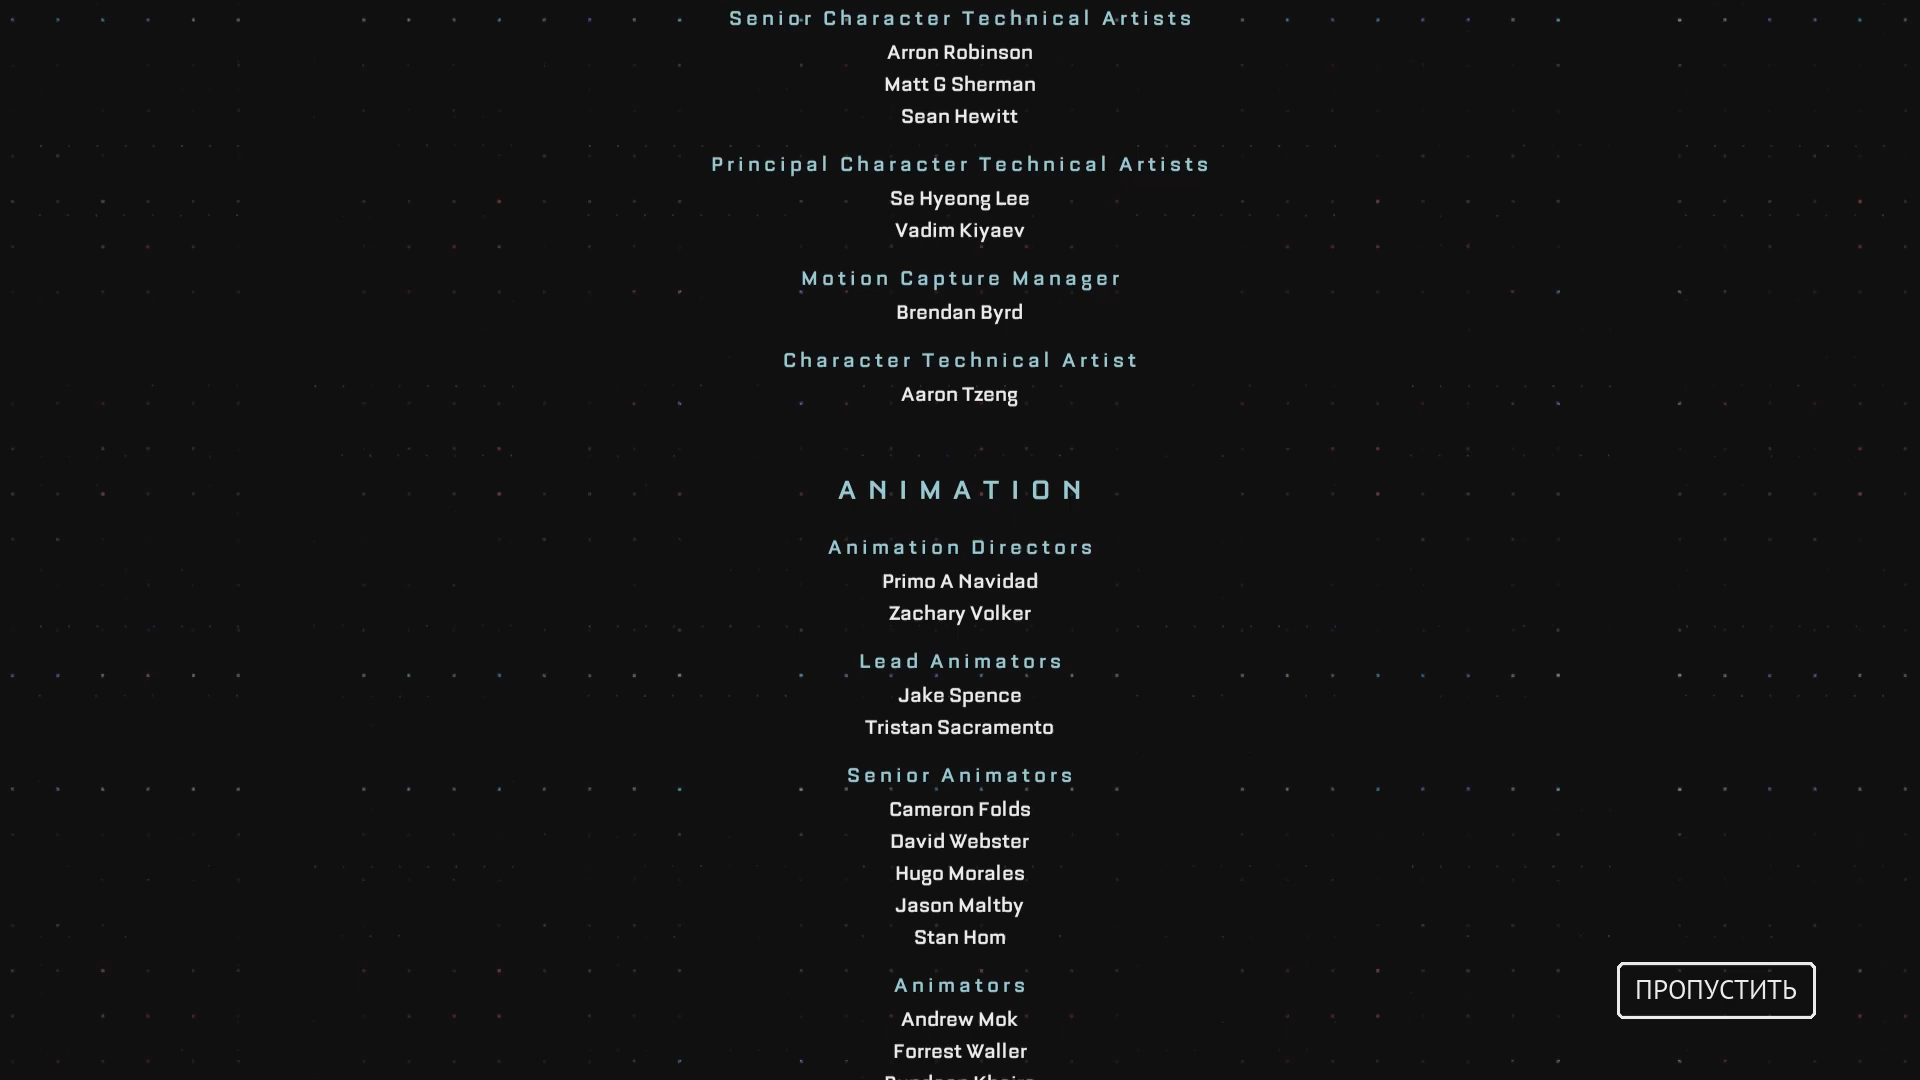 Senior Character Technical Artists
Arron Robinson
Matt G Sherman
Sean Hewitt
Principal Character Technical Artists
Se Hyeong Lee
Vadim Kiyaev
Motion Capture Manager
Brendan Byrd
Character Technical Artist
Aaron Tzeng
ANIMATION
Animation Directors
Primo A Navidad
Zachary Volker
Lead Animators
Jake Spence
Tristan Sacramento
Senior Animators
Cameron Folds
David Webster
Hugo Morales
Jason Maltby
Stan Hom
Animators
Andrew Mok
Forrest Waller
ПРОПУСТИТЬ